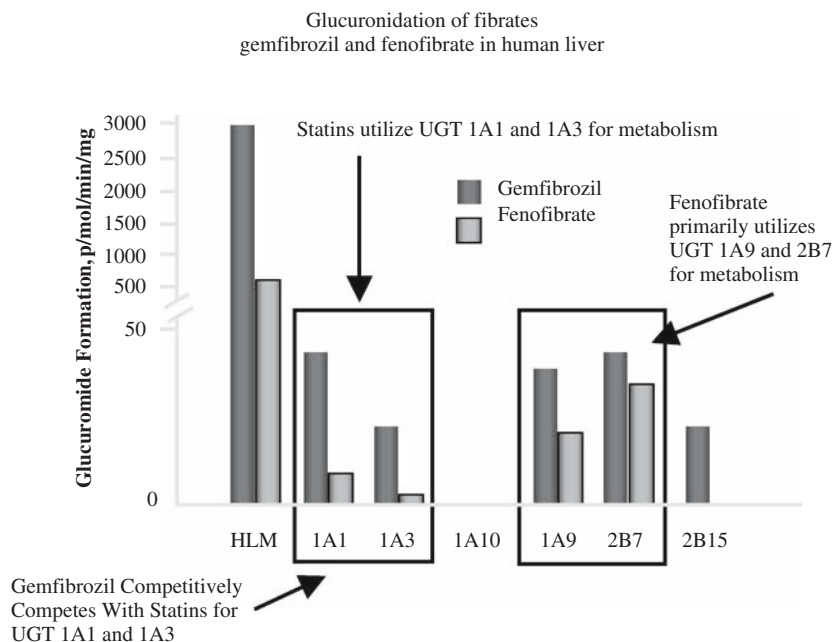 Glucuronidation of fibrates
gemfibrozil and fenofibrate in human liver
Glucuromide Formation, p/mol/min/mg
3000
2500
2000
1500
1000
500
50
0
Statins utilize UGT 1A1 and 1A3 for metabolism
Gemfibrozil
Fenofibrate
Fenofibrate
primarily utilizes
UGT 1A9 and 2B7
for metabolism
HLM 1A1 1A3 1A10 1A9 2B7 2B15
Gemfibrozil Competitively
Competes With Statins for
UGT 1A1 and 1A3